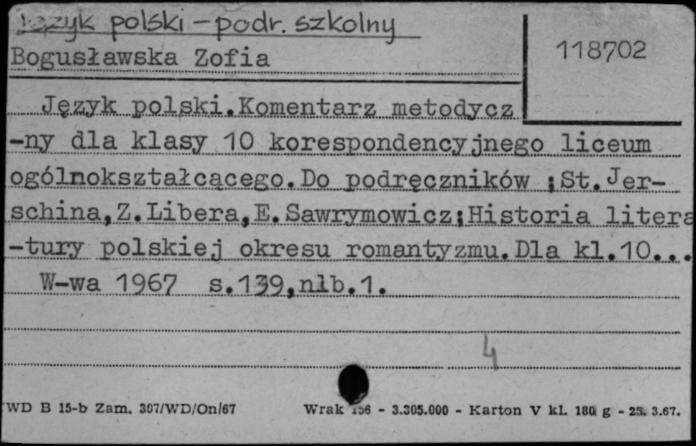 Język polski - podr. szkolny
Bogusławska Zofia
118702
Język polski.Komentarz metodycz
-ny dla klasy 10 korespondencyjnego liceum
ogólnokształcącego.Do podręczników ;St.Jer-
schina,Z.Libera,E.Sawrymowicz;Historia litera
-tury polskiej okresu romantyzmu.Dla kl.10...
W-wa 1967 s.139,nlb.1.
4
WD B 15-b Zam. 307/WD/On/67 Wrak 156 - 3.305.000 - Karton V kl. 180 g - 25. 3.67.